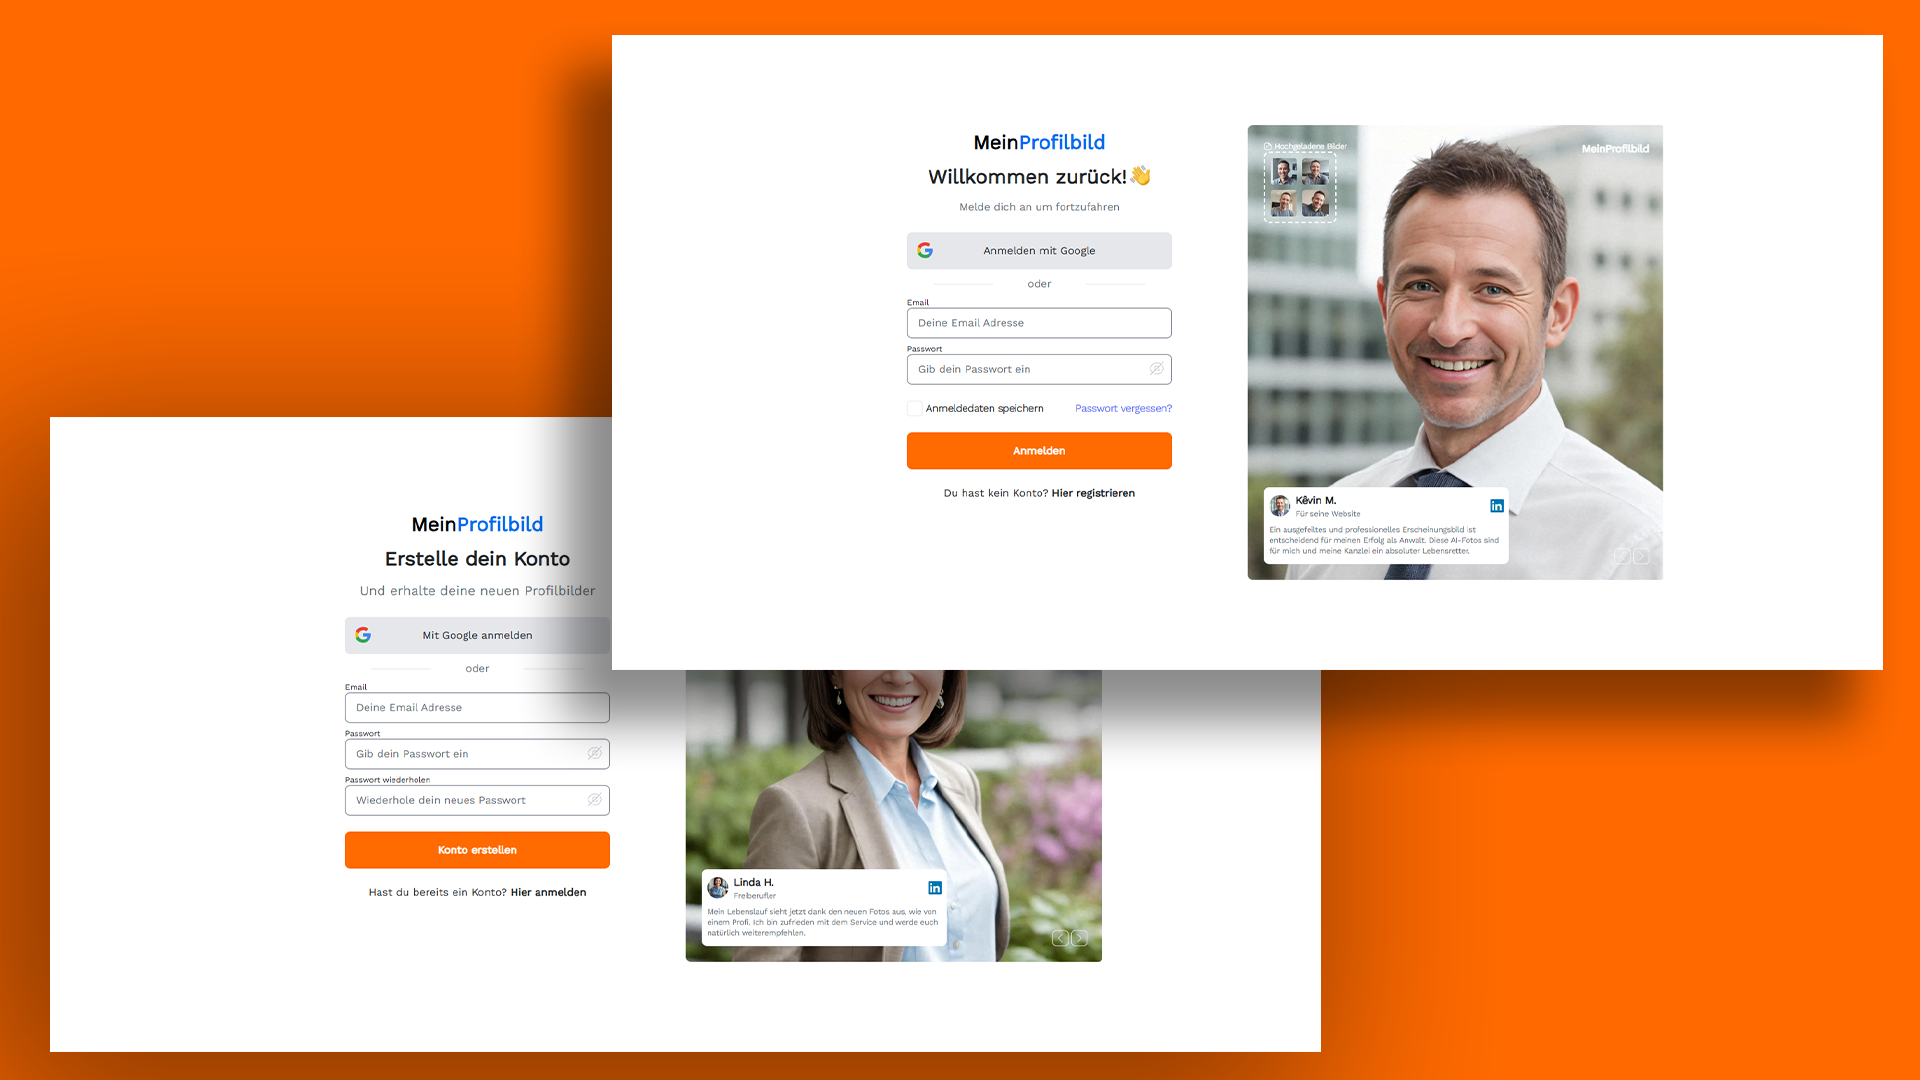 MeinProfilbild
Willkommen zurück!👋
Melde dich an um fortzufahren
Anmelden mit Google
oder
Email
Deine Email Adresse
Passwort
Gib dein Passwort ein
Anmeldedaten speichern
Passwort vergessen?
Anmelden
Du hast kein Konto? Hier registrieren
Hochgeladene Bilder
MeinProfilbild
Kêvin M.
Für seine Website
Ein ausgefeiltes und professionelles Erscheinungsbild ist
entscheidend für meinen Erfolg als Anwalt. Diese AI-Fotos sind
für mich und meine Kanzlei ein absoluter Lebensretter.
MeinProfilbild
Erstelle dein Konto
Und erhalte deine neuen Profilbilder
Mit Google anmelden
oder
Email
Deine Email Adresse
Passwort
Gib dein Passwort ein
Passwort wiederholen
Wiederhole dein neues Passwort
Konto erstellen
Hast du bereits ein Konto? Hier anmelden
Linda H.
Freiberufler
Mein Lebenslauf sieht jetzt dank den neuen Fotos aus, wie von
einem Profi. Ich bin zufrieden mit dem Service und werde euch
natürlich weiterempfehlen.